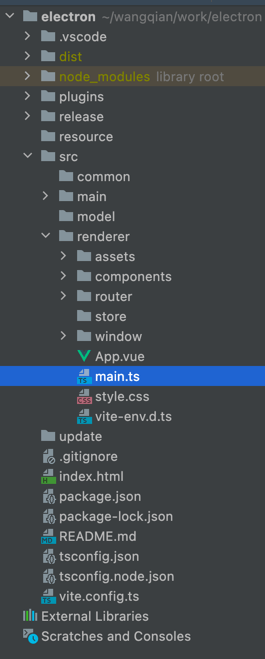 electron ~/wangqian/work/electron
.vscode
dist
node_modules library root
plugins
release
resource
src
common
main
model
renderer
assets
components
router
store
window
App.vue
main.ts
style.css
vite-env.d.ts
update
.gitignore
index.html
package.json
package-lock.json
README.md
tsconfig.json
tsconfig.node.json
vite.config.ts
External Libraries
Scratches and Consoles